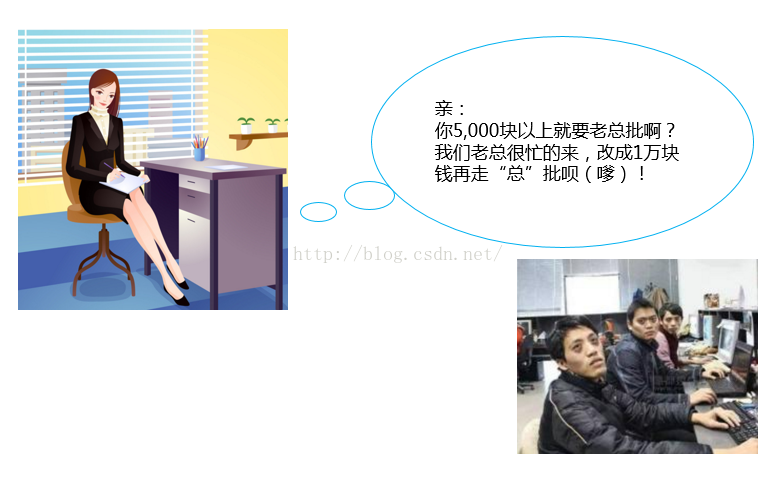 亲：
你5,000块以上就要老总批啊？
我们老总很忙的来，改成1万块
钱再走“总”批呗（嗲）！
http://blog.csdn.net/